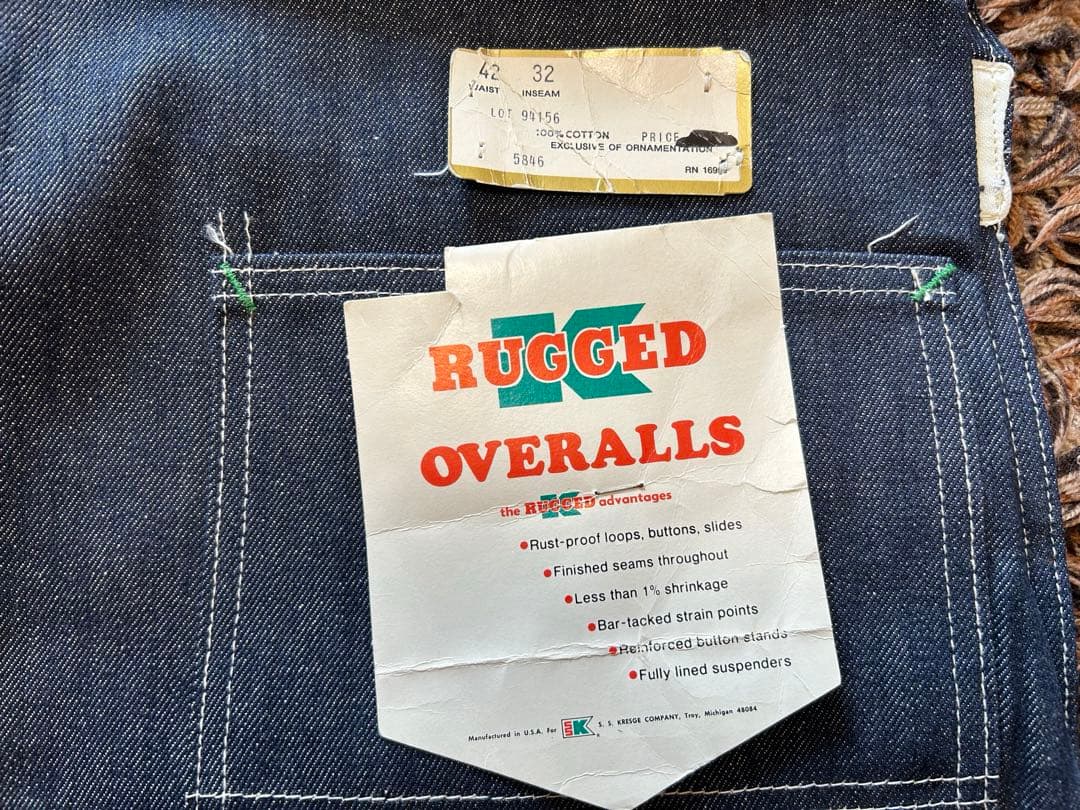 42 32
WAIST INSEAM
LOT 94156
100% COTTON PRICE
EXCLUSIVE OF ORNAMENTATION
5846
RN
K
RUGGED
OVERALLS
the RUGGED advantages
•Rust-proof loops, buttons, slides
•Finished seams throughout
•Less than 1% shrinkage
•Bar-tacked strain points
•Reinforced button stands
•Fully lined suspenders
Manufactured in U.S.A. For SSK S. S. KRESGE COMPANY, Troy, Michigan 48084